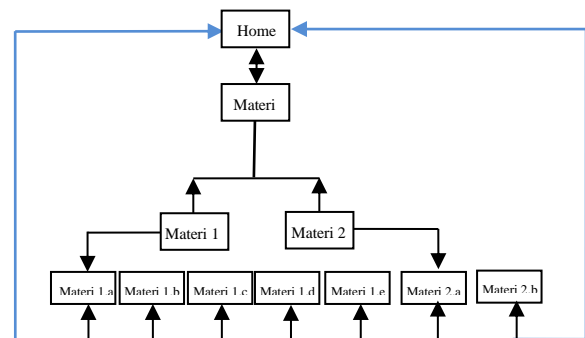 Home
Materi
Materi 1
Materi 2
Materi 1.a
Materi 1.b
Materi 1.c
Materi 1.d
Materi 1.e
Materi 2.a
Materi 2.b